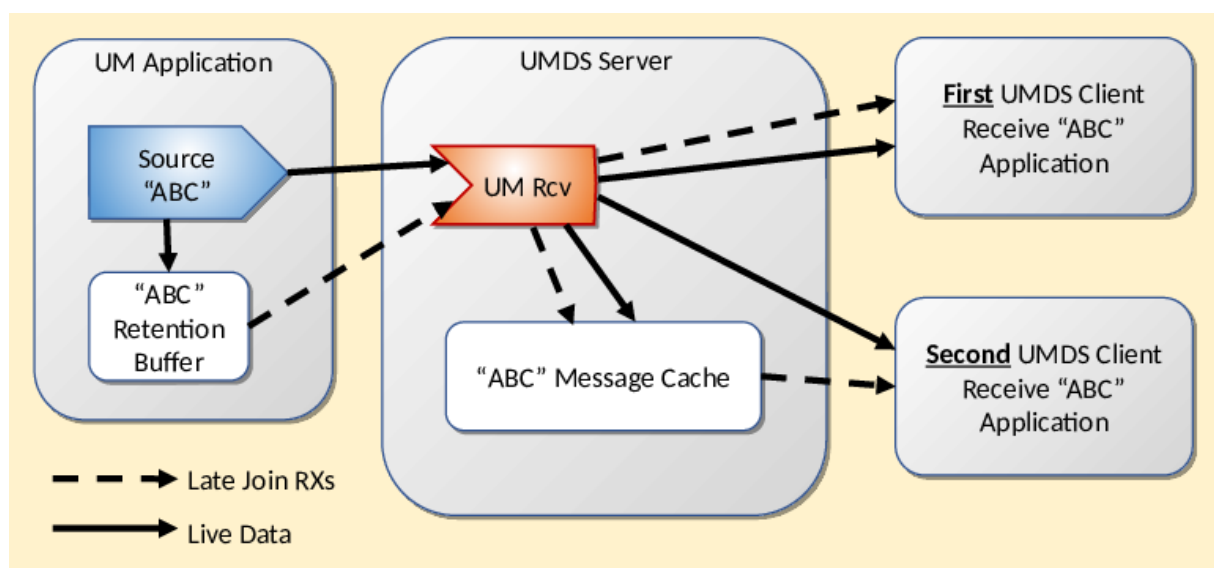 UM Application
Source
“ABC”
“ABC”
Retention
Buffer
UMDS Server
UM Rcv
“ABC” Message Cache
First UMDS Client
Receive “ABC”
Application
Second UMDS Client
Receive “ABC”
Application
Late Join RXs
Live Data